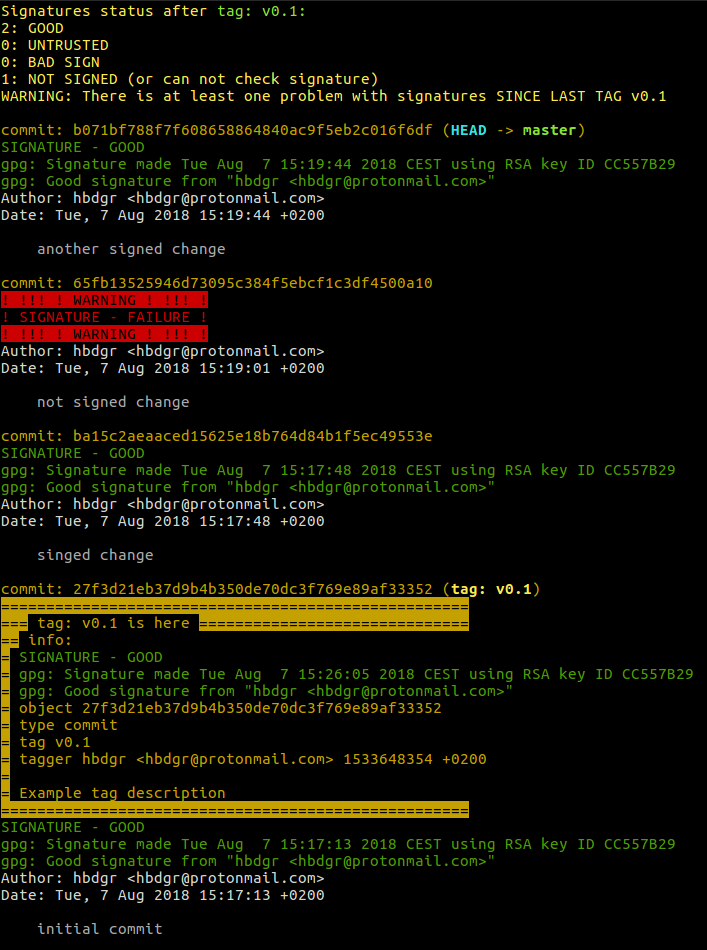 Signatures status after tag: v0.1:
2: GOOD
0: UNTRUSTED
0: BAD SIGN
1: NOT SIGNED (or can not check signature)
WARNING: There is at least one problem with signatures SINCE LAST TAG v0.1
commit: b071bf788f7f608658864840ac9f5eb2c016f6df (HEAD -> master)
SIGNATURE - GOOD
gpg: Signature made Tue Aug  7 15:19:44 2018 CEST using RSA key ID CC557B29
gpg: Good signature from "hbdgr <hbdgr@protonmail.com>"
Author: hbdgr <hbdgr@protonmail.com>
Date: Tue, 7 Aug 2018 15:19:44 +0200
another signed change
commit: 65fb13525946d73095c384f5ebcf1c3df4500a10
! !!! ! WARNING ! !!! !
! SIGNATURE - FAILURE !
! !!! ! WARNING ! !!! !
Author: hbdgr <hbdgr@protonmail.com>
Date: Tue, 7 Aug 2018 15:19:01 +0200
not signed change
commit: ba15c2aeaaced15625e18b764d84b1f5ec49553e
SIGNATURE - GOOD
gpg: Signature made Tue Aug  7 15:17:48 2018 CEST using RSA key ID CC557B29
gpg: Good signature from "hbdgr <hbdgr@protonmail.com>"
Author: hbdgr <hbdgr@protonmail.com>
Date: Tue, 7 Aug 2018 15:17:48 +0200
singed change
commit: 27f3d21eb37d9b4b350de70dc3f769e89af33352 (tag: v0.1)
====================================================
=== tag: v0.1 is here ==============================
== info:
= SIGNATURE - GOOD
= gpg: Signature made Tue Aug  7 15:26:05 2018 CEST using RSA key ID CC557B29
= gpg: Good signature from "hbdgr <hbdgr@protonmail.com>"
= object 27f3d21eb37d9b4b350de70dc3f769e89af33352
= type commit
= tag v0.1
= tagger hbdgr <hbdgr@protonmail.com> 1533648354 +0200
=
= Example tag description
====================================================
SIGNATURE - GOOD
gpg: Signature made Tue Aug  7 15:17:13 2018 CEST using RSA key ID CC557B29
gpg: Good signature from "hbdgr <hbdgr@protonmail.com>"
Author: hbdgr <hbdgr@protonmail.com>
Date: Tue, 7 Aug 2018 15:17:13 +0200
initial commit